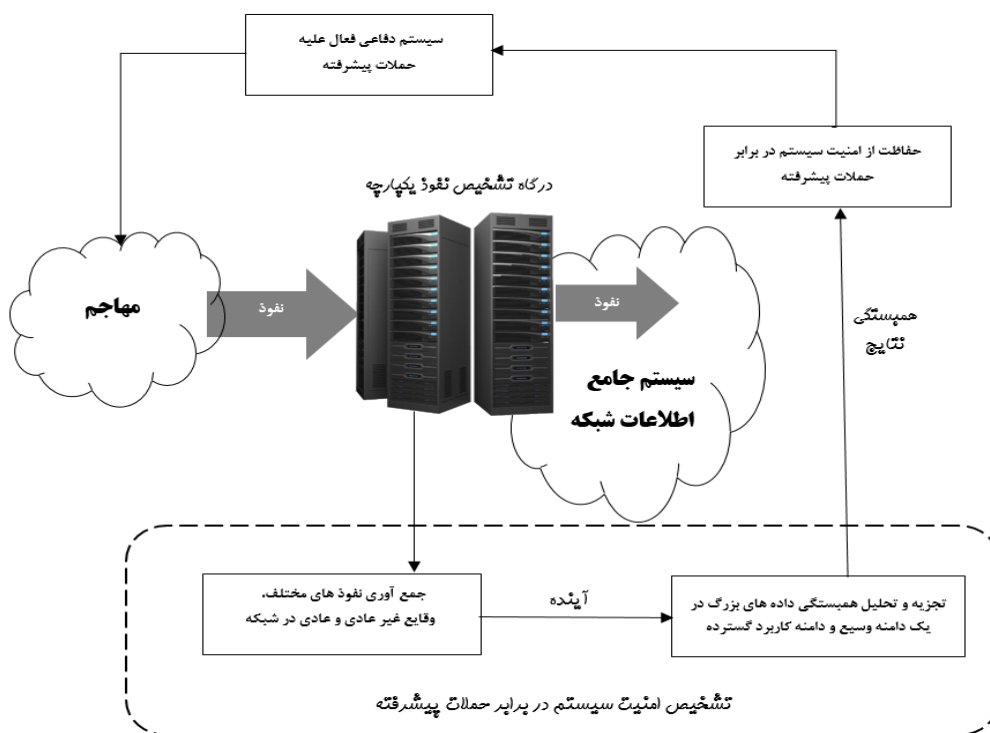 سیستم دفاعی فعال علیه
حملات پیشرفته
حفاظت از امنیت سیستم در برابر
حملات پیشرفته
درگاه تشخیص نفوذ یکپارچه
مهاجم
نفوذ
نفوذ
همبستگی
نتایج
سیستم جامع
اطلاعات شبکه
جمع آوری نفوذ های مختلف،
وقایع غیر عادی و عادی در شبکه
آینده
تجزیه و تحلیل همبستگی داده های بزرگ در
یک دامنه وسیع و دامنه کاربرد گسترده
تشخیص امنیت سیستم در برابر حملات پیشرفته